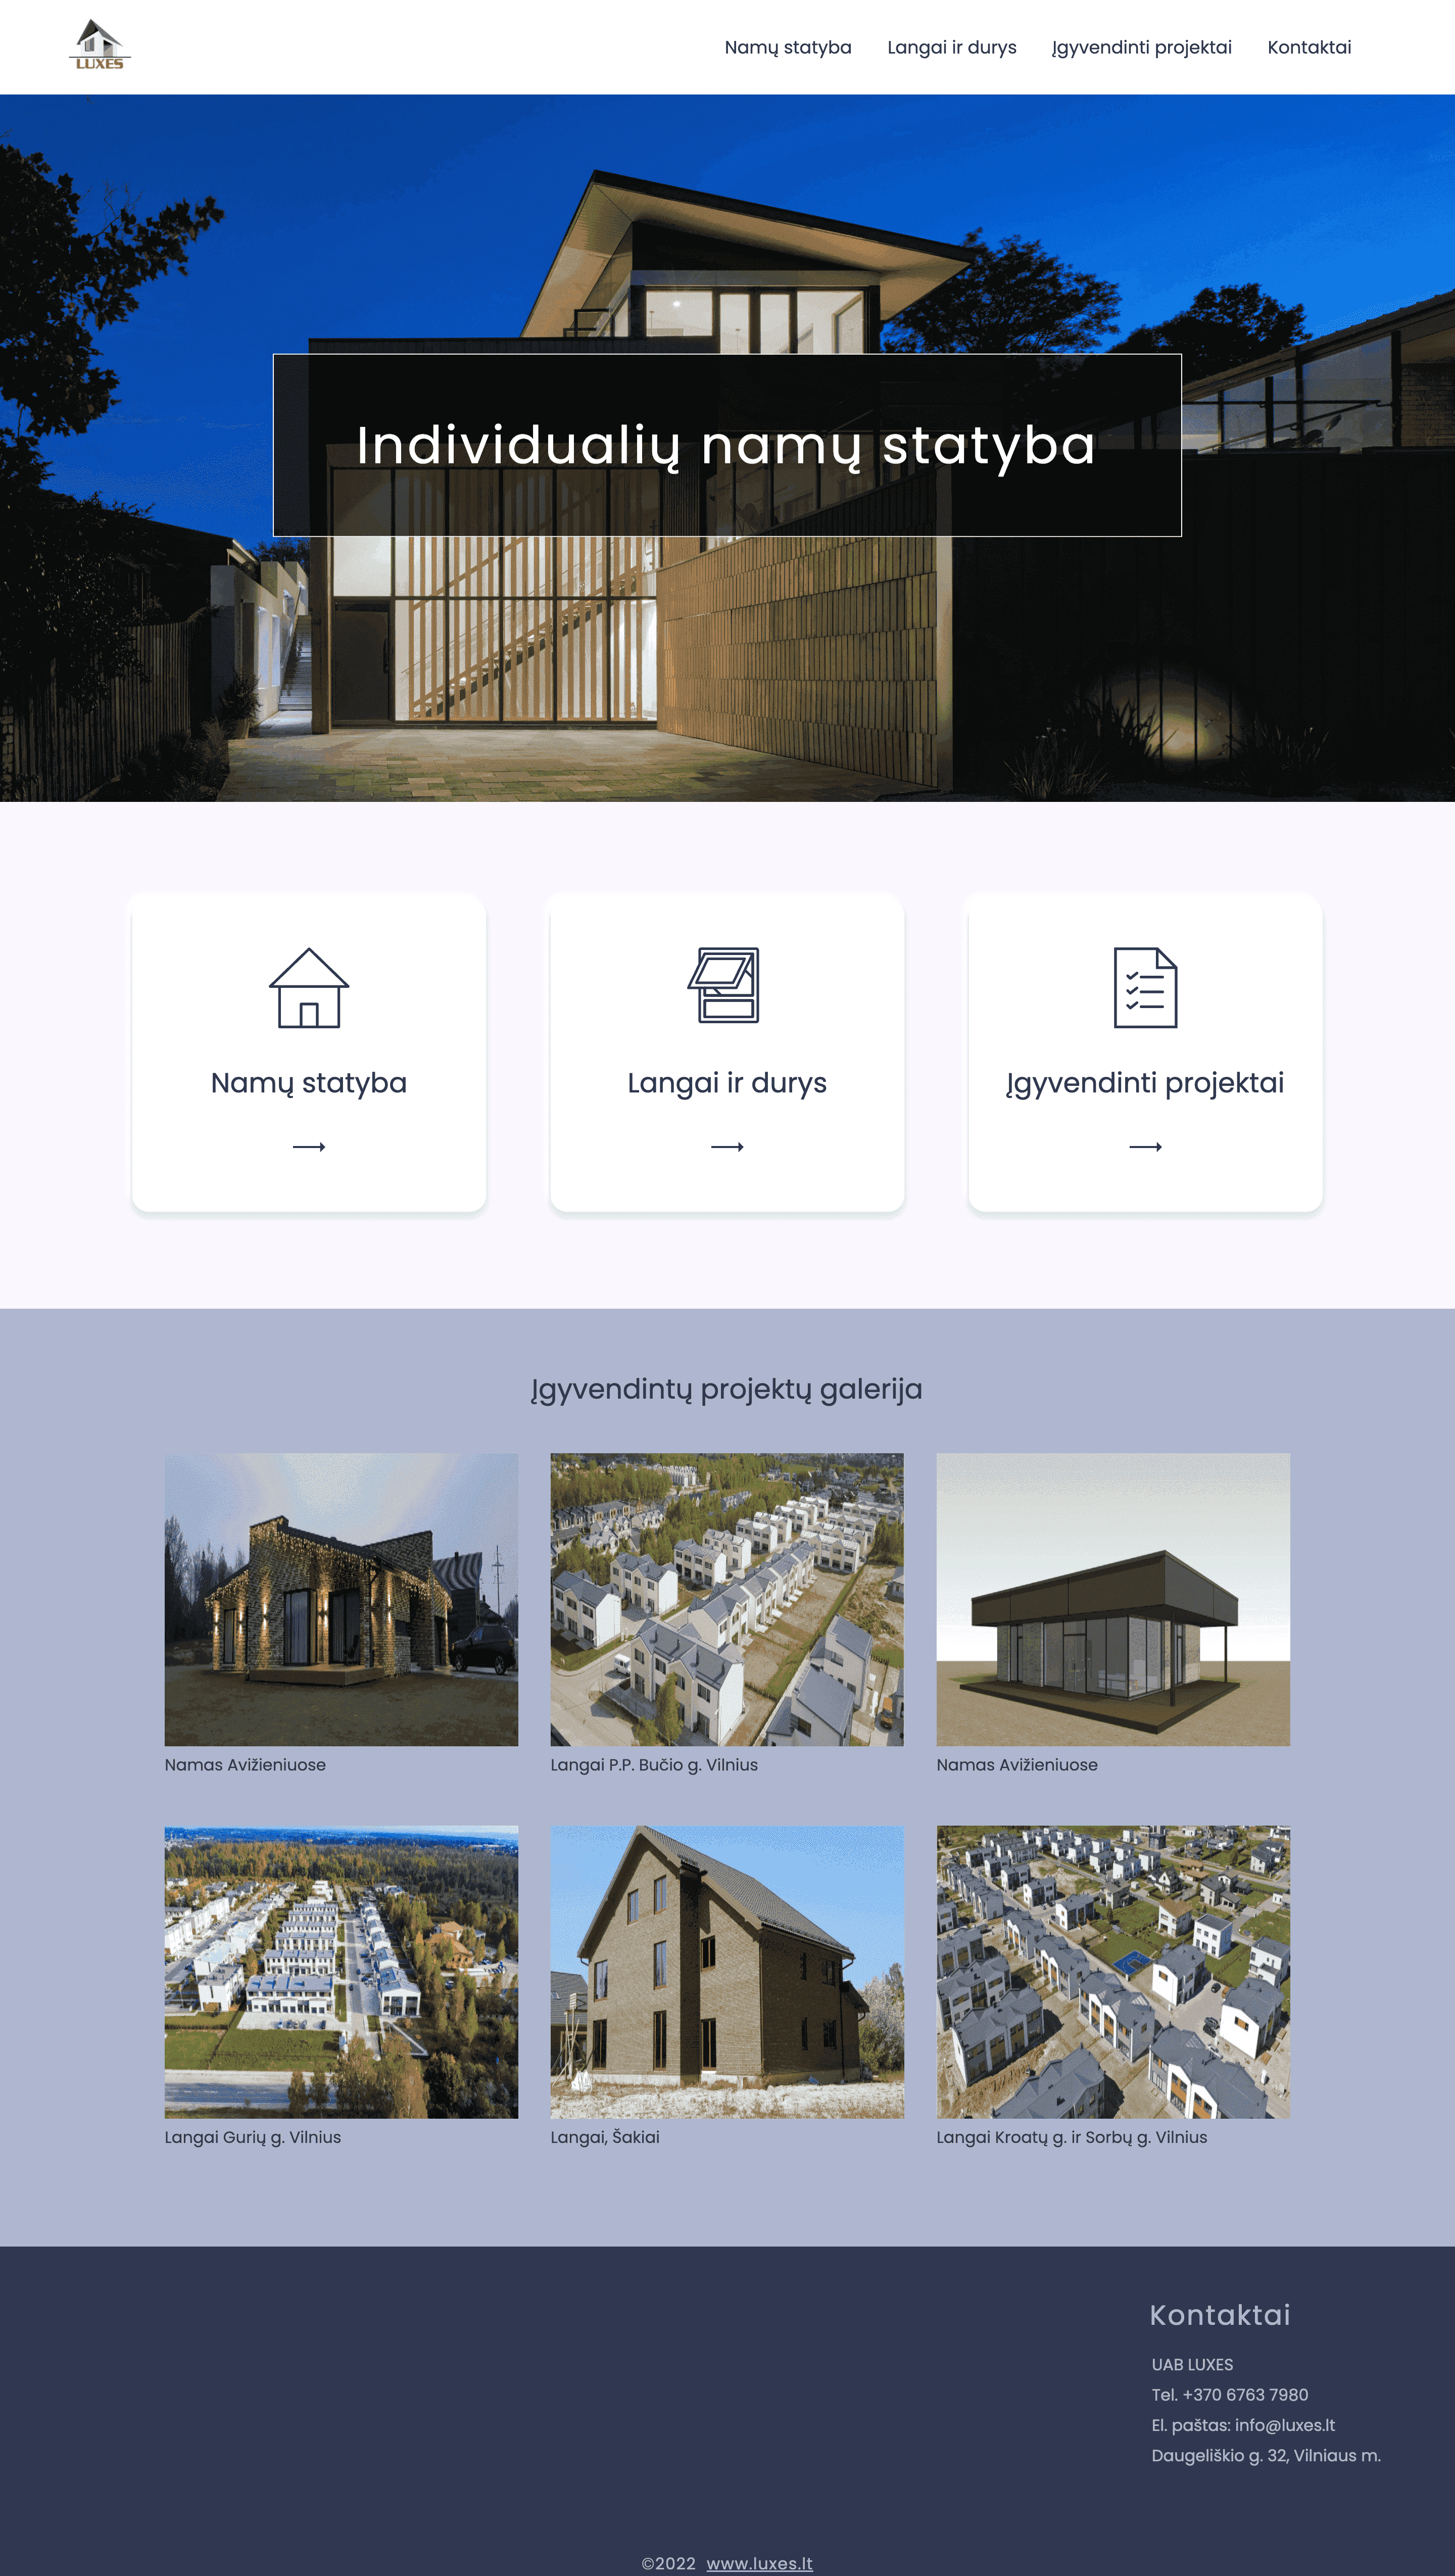 LUXES
Namų statyba
Langai ir durys
Įgyvendinti projektai
Kontaktai
Individualių namų statyba
Namų statyba
Langai ir durys
Įgyvendinti projektai
Įgyvendintų projektų galerija
Namas Avižieniuose
Langai P.P. Bučio g. Vilnius
Namas Avižieniuose
Langai Gurių g. Vilnius
Langai, Šakiai
Langai Kroatų g. ir Sorbų g. Vilnius
Kontaktai
UAB LUXES
Tel. +370 6763 7980
El. paštas: info@luxes.lt
Daugeliškio g. 32, Vilniaus m.
©2022 www.luxes.lt